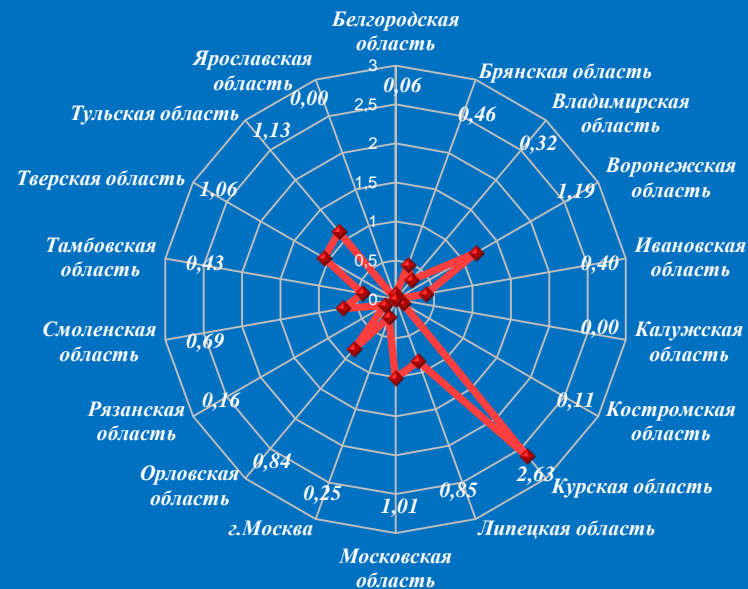 Белгородская
область
0,06
Брянская область
0,46
Владимирская
область
0,32
Воронежская
область
1,19
Ивановская
область
0,40
Калужская
область
0,00
Костромская
область
0,11
Курская область
2,63
Липецкая область
0,85
Московская
область
1,01
г.Москва
0,25
Орловская
область
0,84
Рязанская
область
0,16
Смоленская
область
0,69
Тамбовская
область
0,43
Тверская область
1,06
Тульская область
1,13
Ярославская
область
0,00
3
2,5
2
1,5
1
0,5
0